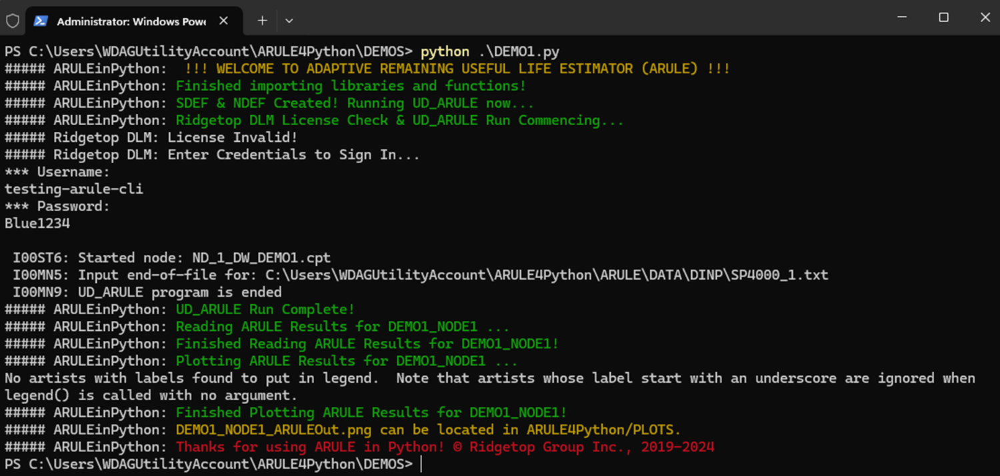 Administrator: Windows Powe
PS C:\Users\WDAGUtilityAccount\ARULE4Python\DEMOS> python .\DEMO1.py
##### ARULEinPython:  !!! WELCOME TO ADAPTIVE REMAINING USEFUL LIFE ESTIMATOR (ARULE) !!!
##### ARULEinPython: Finished importing libraries and functions!
##### ARULEinPython: SDEF & NDEF Created! Running UD_ARULE now...
##### ARULEinPython: Ridgetop DLM License Check & UD_ARULE Run Commencing...
##### Ridgetop DLM: License Invalid!
##### Ridgetop DLM: Enter Credentials to Sign In...
*** Username:
testing-arule-cli
*** Password:
Blue1234
I00ST6: Started node: ND_1_DW_DEMO1.cpt
I00MN5: Input end-of-file for: C:\Users\WDAGUtilityAccount\ARULE4Python\ARULE\DATA\DINP\SP4000_1.txt
I00MN9: UD_ARULE program is ended
##### ARULEinPython: UD_ARULE Run Complete!
##### ARULEinPython: Reading ARULE Results for DEMO1_NODE1 ...
##### ARULEinPython: Finished Reading ARULE Results for DEMO1_NODE1!
##### ARULEinPython: Plotting ARULE Results for DEMO1_NODE1 ...
No artists with labels found to put in legend.  Note that artists whose label start with an underscore are ignored when
legend() is called with no argument.
##### ARULEinPython: Finished Plotting ARULE Results for DEMO1_NODE1!
##### ARULEinPython: DEMO1_NODE1_ARULEOut.png can be located in ARULE4Python/PLOTS.
##### ARULEinPython: Thanks for using ARULE in Python! © Ridgetop Group Inc., 2019-2024
PS C:\Users\WDAGUtilityAccount\ARULE4Python\DEMOS>